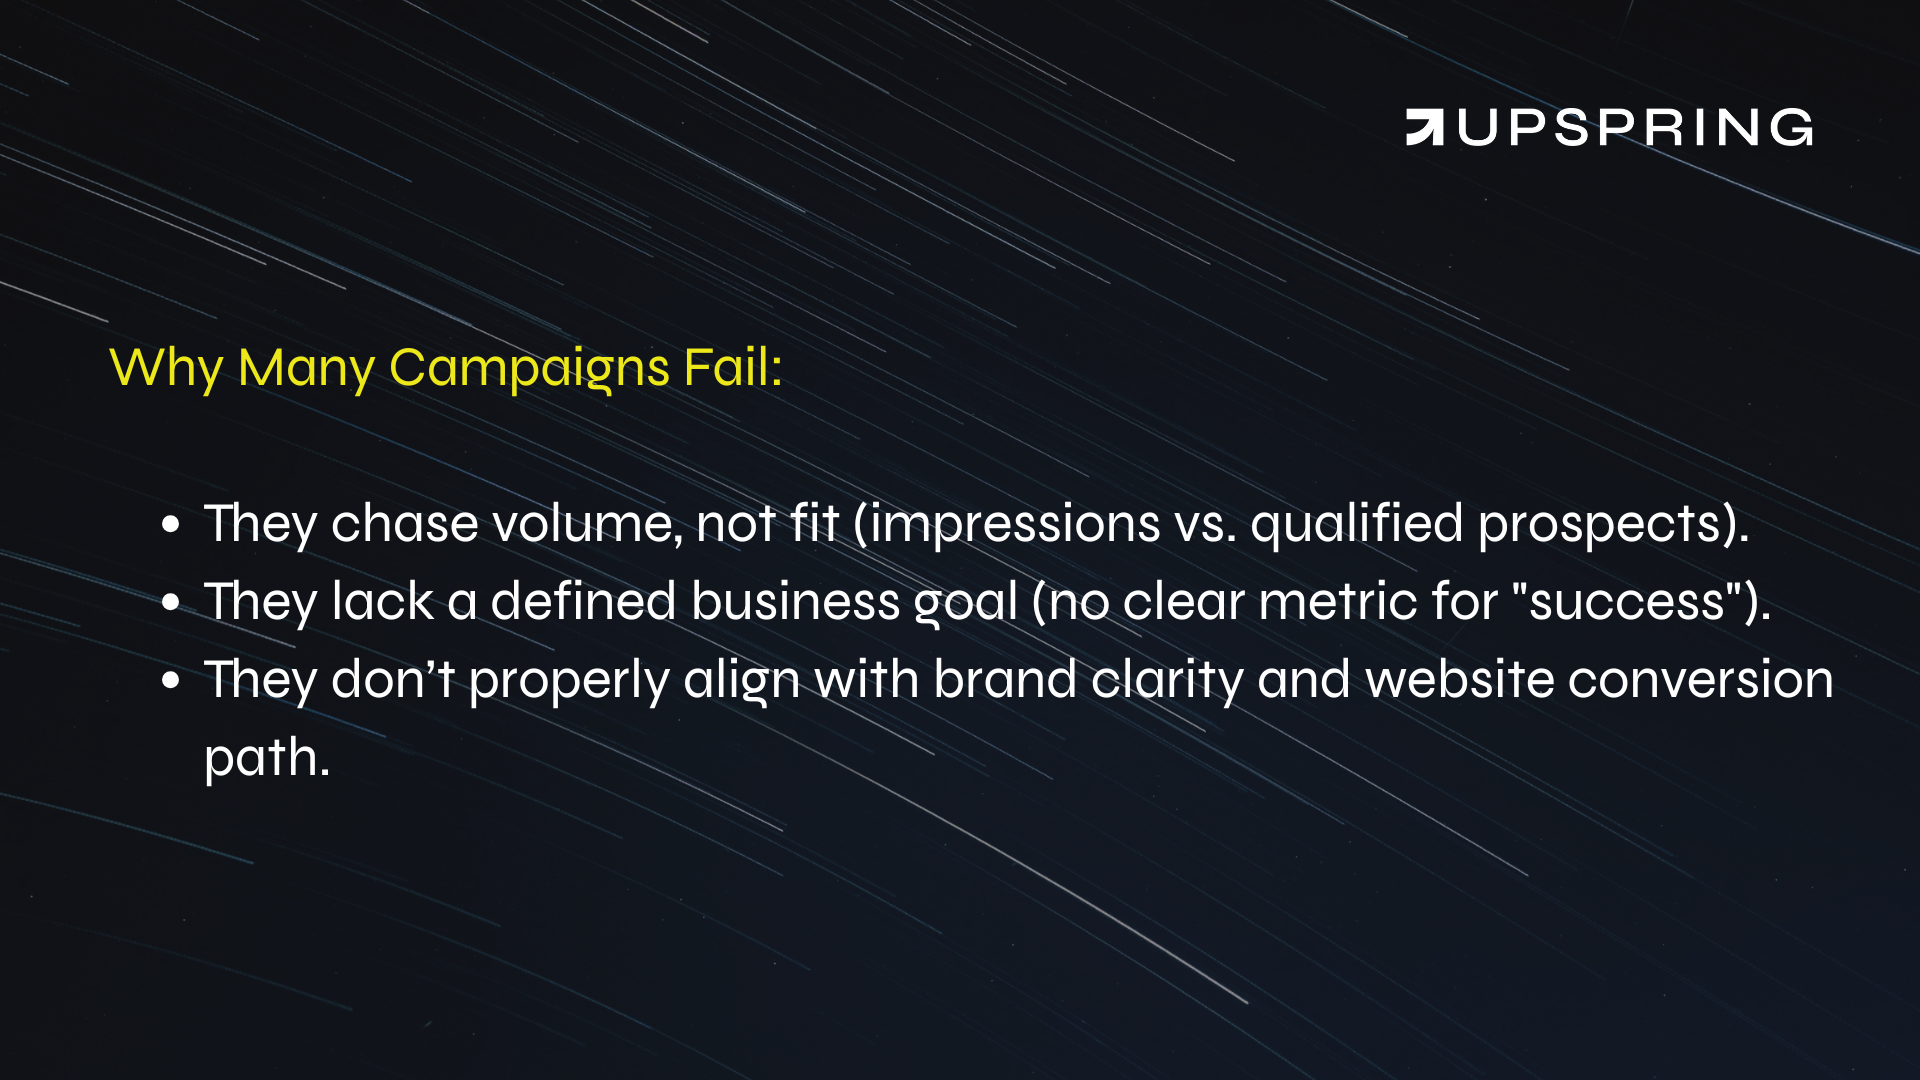 UPSPRING
Why Many Campaigns Fail:
• They chase volume, not fit (impressions vs. qualified prospects).
• They lack a defined business goal (no clear metric for "success").
• They don’t properly align with brand clarity and website conversion
path.